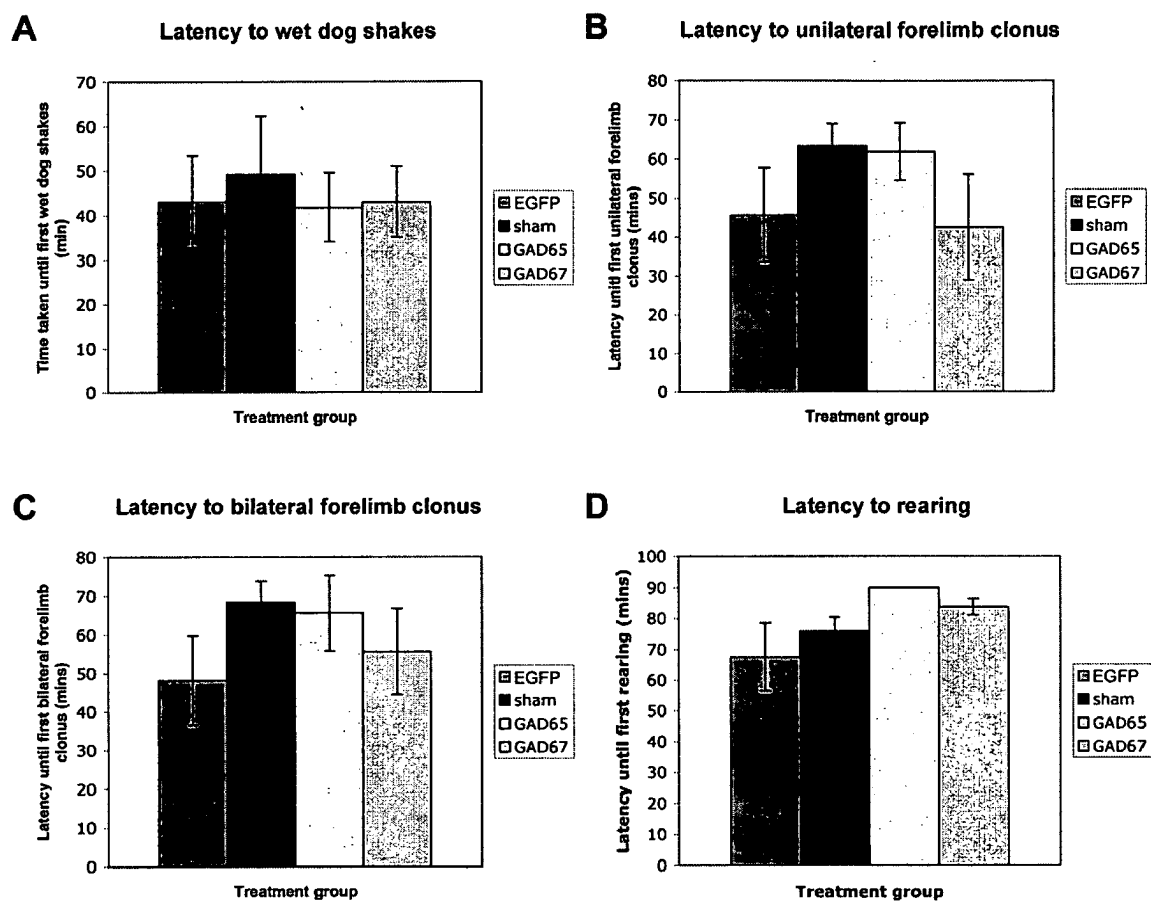 A
Latency to wet dog shakes
Time taken until first wet dog shakes
(min)
70
60
50
40
30
20
10
0
Treatment group
EGFP
sham
GAD65
GAD67
B
Latency to unilateral forelimb clonus
Latency unitl first unilateral forelimb
clonus (mins)
80
70
60
50
40
30
20
10
0
Treatment group
EGFP
sham
GAD65
GAD67
C
Latency to bilateral forelimb clonus
Latency until first bilateral forelimb
clonus (mins)
80
70
60
50
40
30
20
10
0
Treatment group
EGFP
sham
GAD65
GAD67
D
Latency to rearing
Latency until first rearing (mins)
100
90
80
70
60
50
40
30
20
10
0
Treatment group
EGFP
sham
GAD65
GAD67